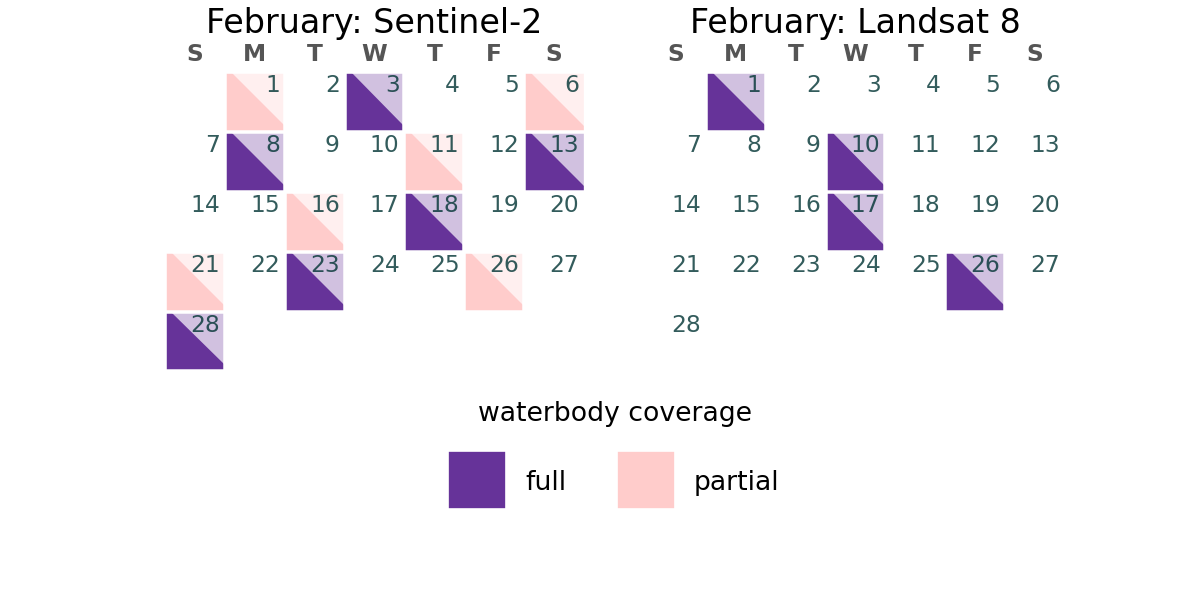 February: Sentinel-2
S M T W T F S
1 2 3 4 5 6
7 8 9 10 11 12 13
14 15 16 17 18 19 20
21 22 23 24 25 26 27
28
February: Landsat 8
S M T W T F S
1 2 3 4 5 6
7 8 9 10 11 12 13
14 15 16 17 18 19 20
21 22 23 24 25 26 27
28
waterbody coverage
full partial